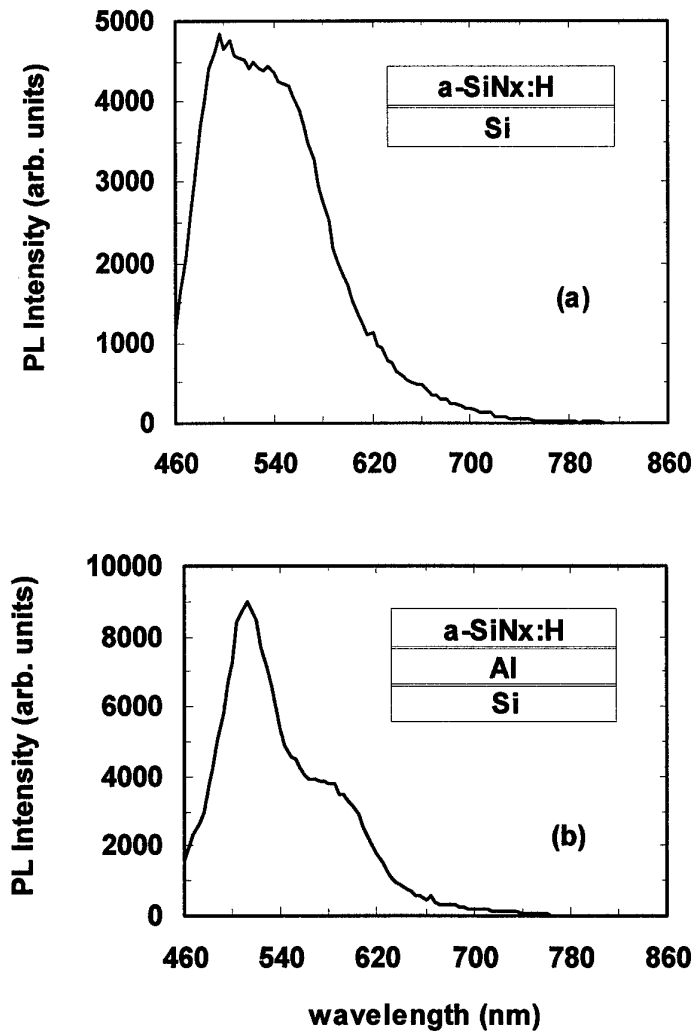 PL Intensity (arb. units)
5000
4000
3000
2000
1000
0
460 540 620 700 780 860
a-SiNx:H
Si
(a)
PL Intensity (arb. units)
10000
8000
6000
4000
2000
0
460 540 620 700 780 860
a-SiNx:H
Al
Si
(b)
wavelength (nm)